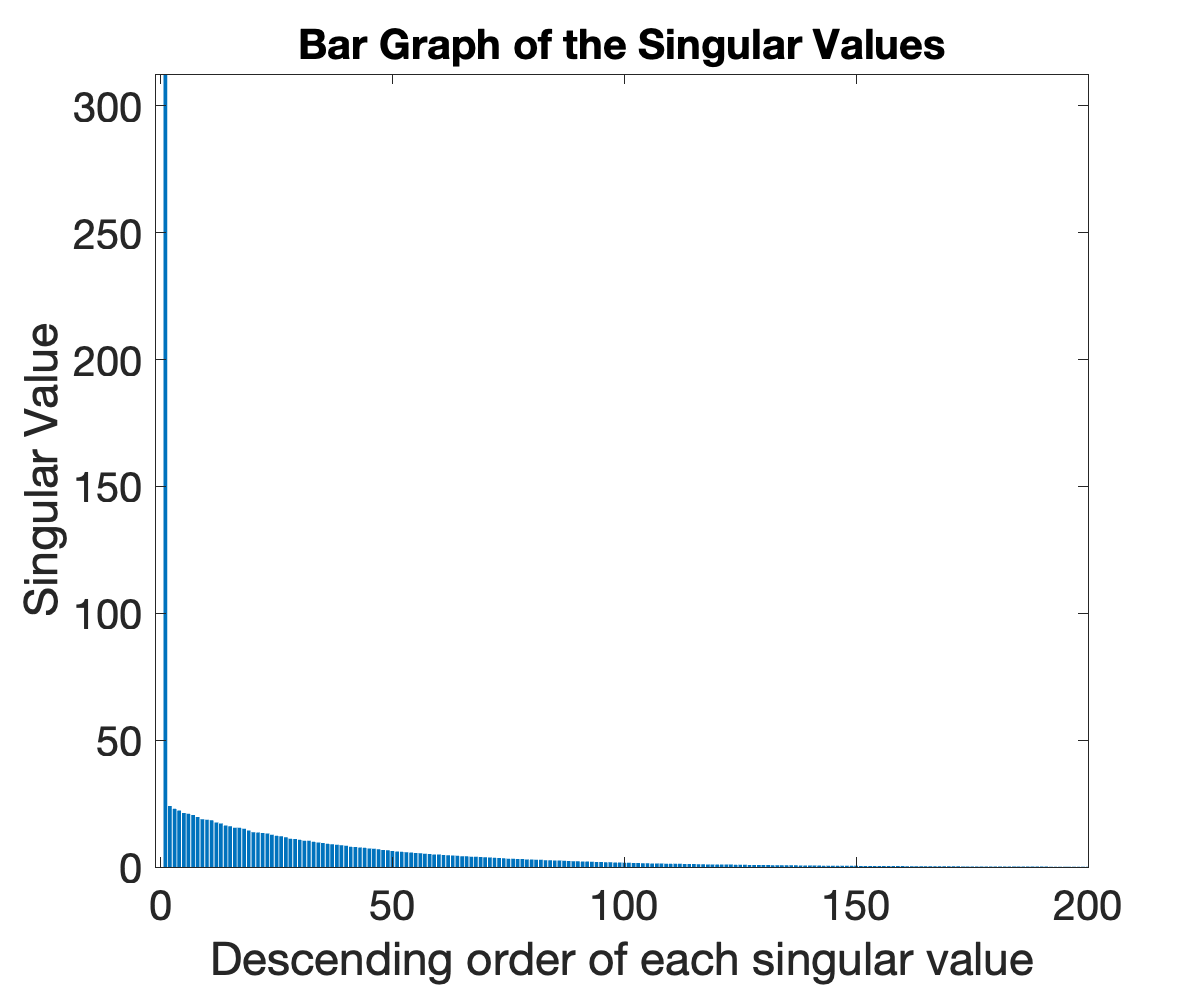 Bar Graph of the Singular Values
300
250
200
150
100
50
0
Singular Value
0 50 100 150 200
Descending order of each singular value